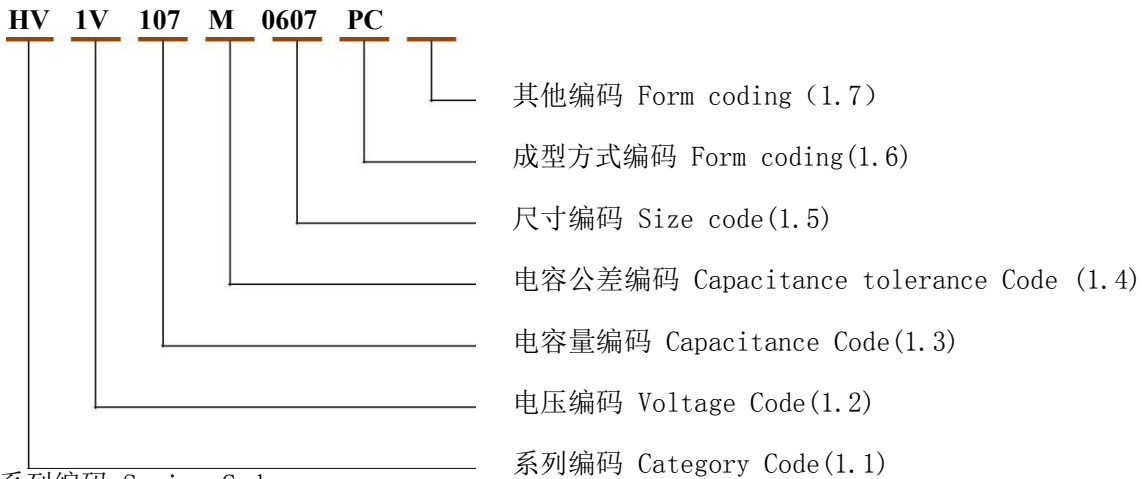 HV 1V 107 M 0607 PC
其他编码 Form coding（1.7）
成型方式编码 Form coding(1.6)
尺寸编码 Size code(1.5)
电容公差编码 Capacitance tolerance Code (1.4)
电容量编码 Capacitance Code(1.3)
电压编码 Voltage Code(1.2)
系列编码 Category Code(1.1)